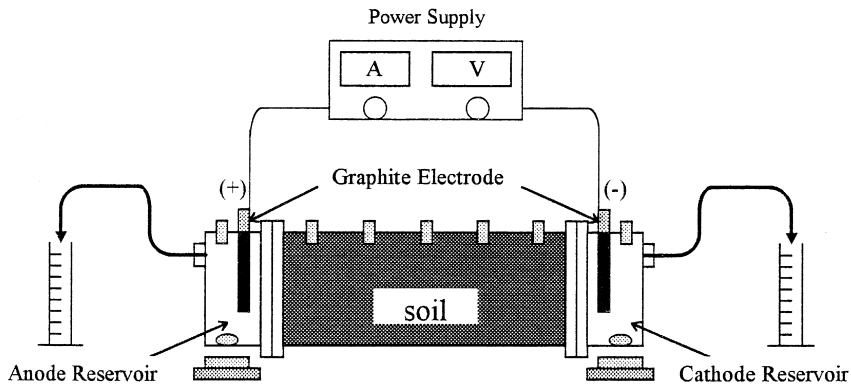 Power Supply
A V
(+) Graphite Electrode (-)
soil
Anode Reservoir Cathode Reservoir